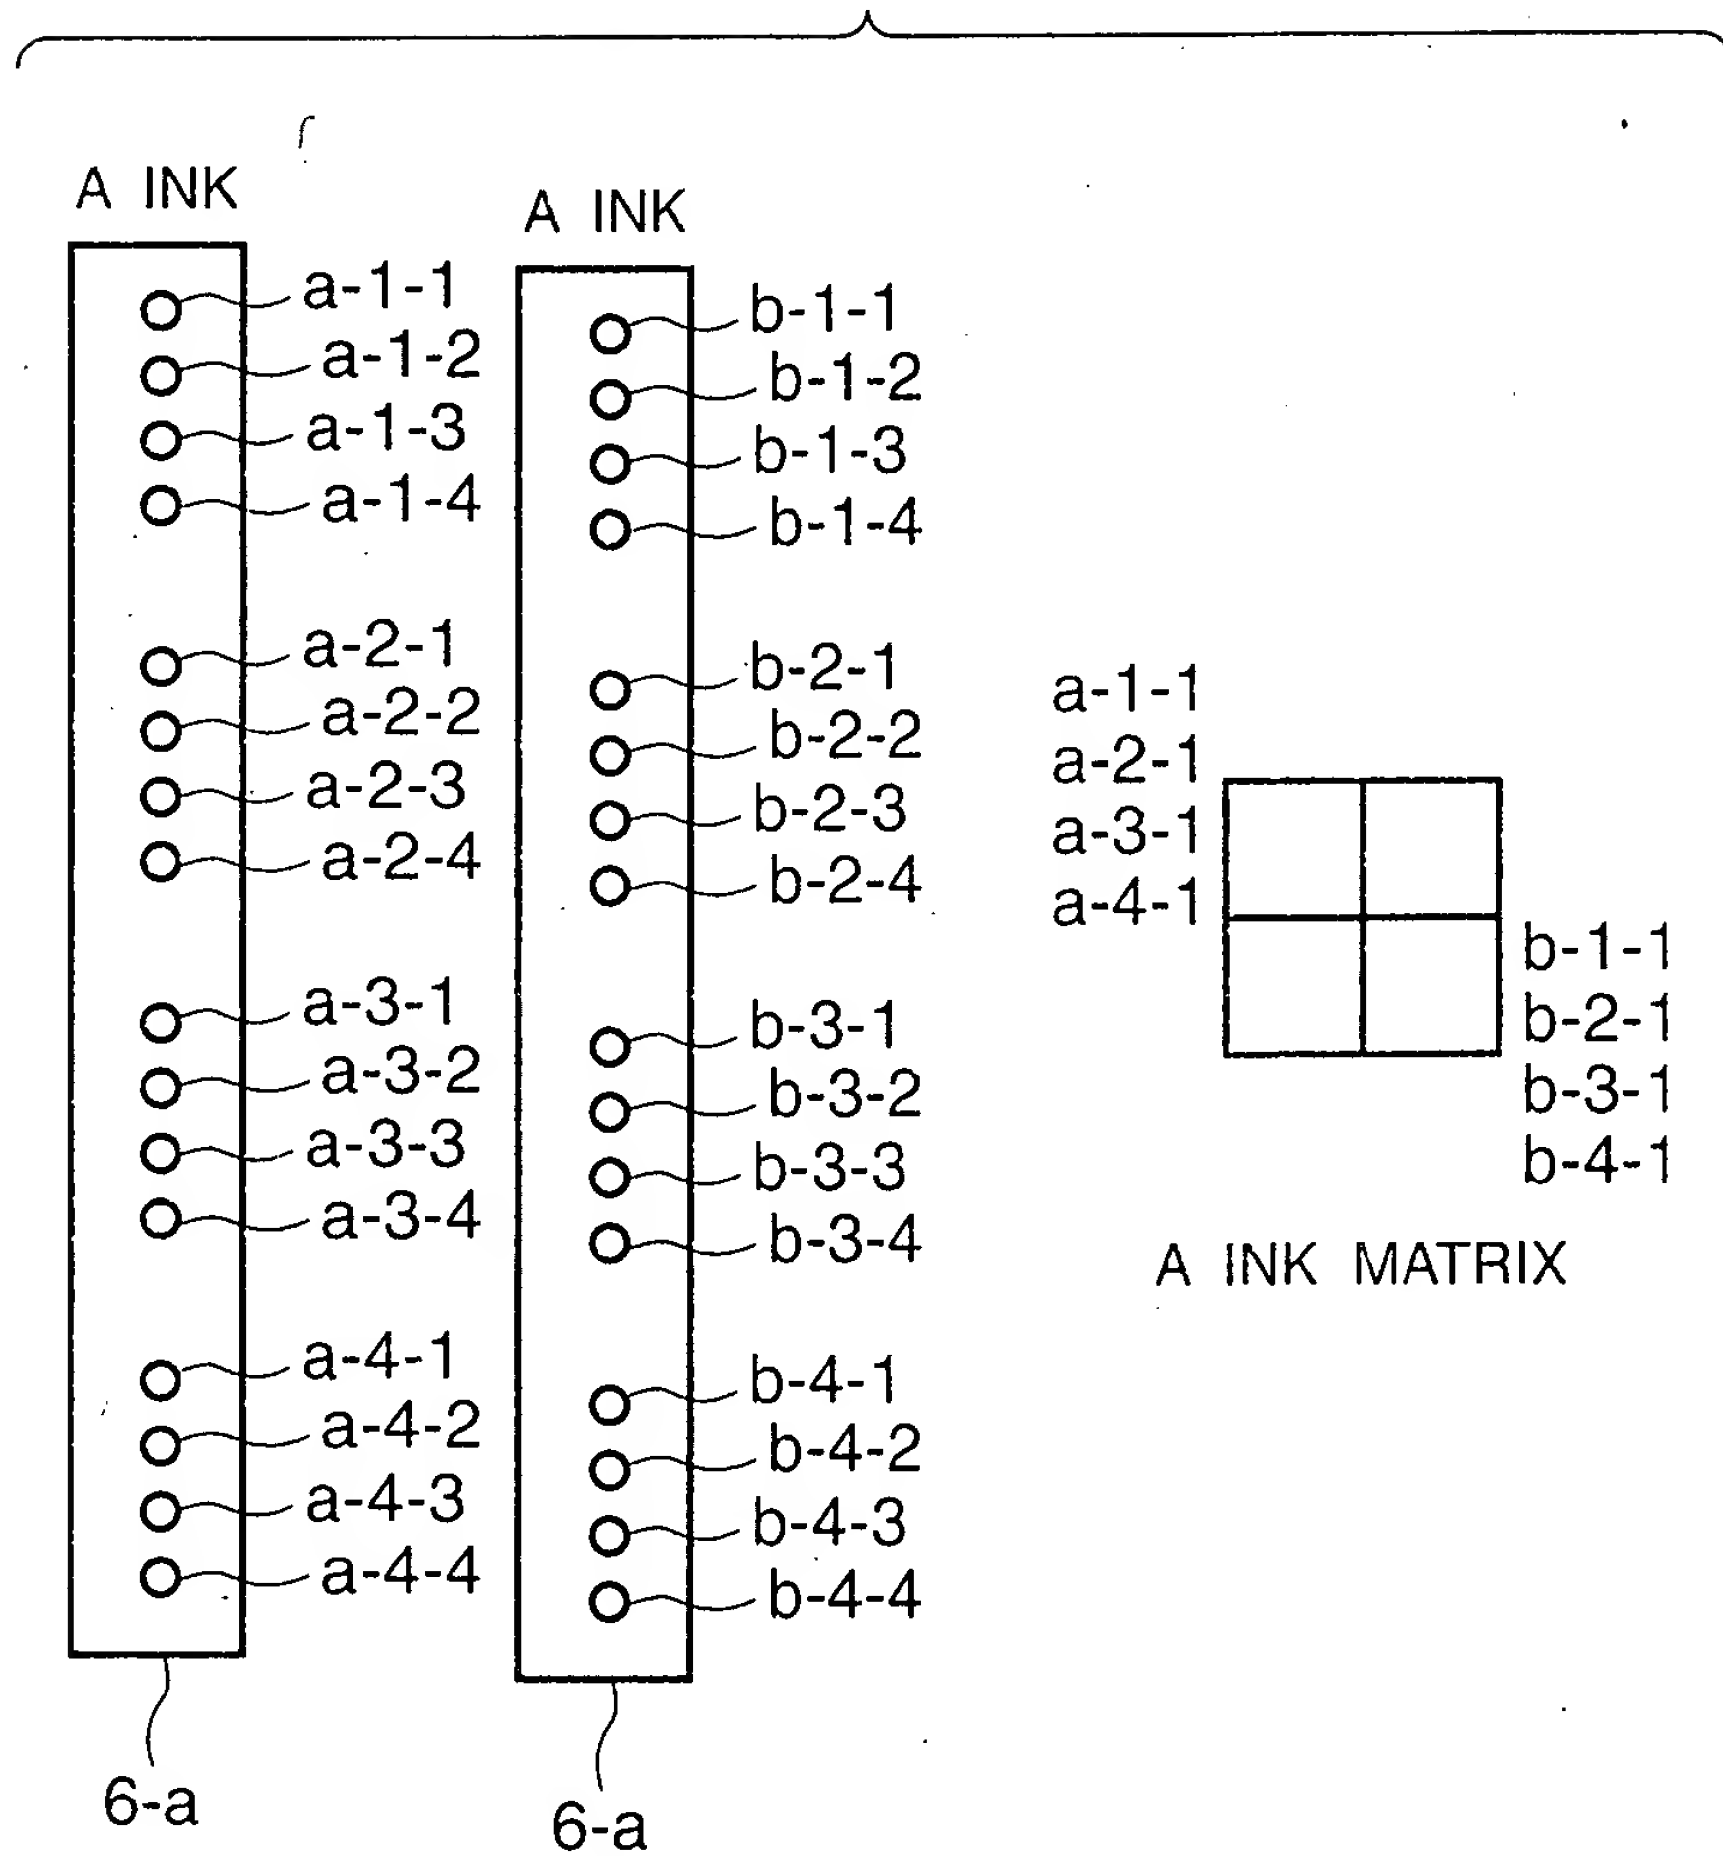 A INK
a-1-1
a-1-2
a-1-3
a-1-4
a-2-1
a-2-2
a-2-3
a-2-4
a-3-1
a-3-2
a-3-3
a-3-4
a-4-1
a-4-2
a-4-3
a-4-4
6-a
A INK
b-1-1
b-1-2
b-1-3
b-1-4
b-2-1
b-2-2
b-2-3
b-2-4
b-3-1
b-3-2
b-3-3
b-3-4
b-4-1
b-4-2
b-4-3
b-4-4
6-a
a-1-1
a-2-1
a-3-1
a-4-1
b-1-1
b-2-1
b-3-1
b-4-1
A INK MATRIX